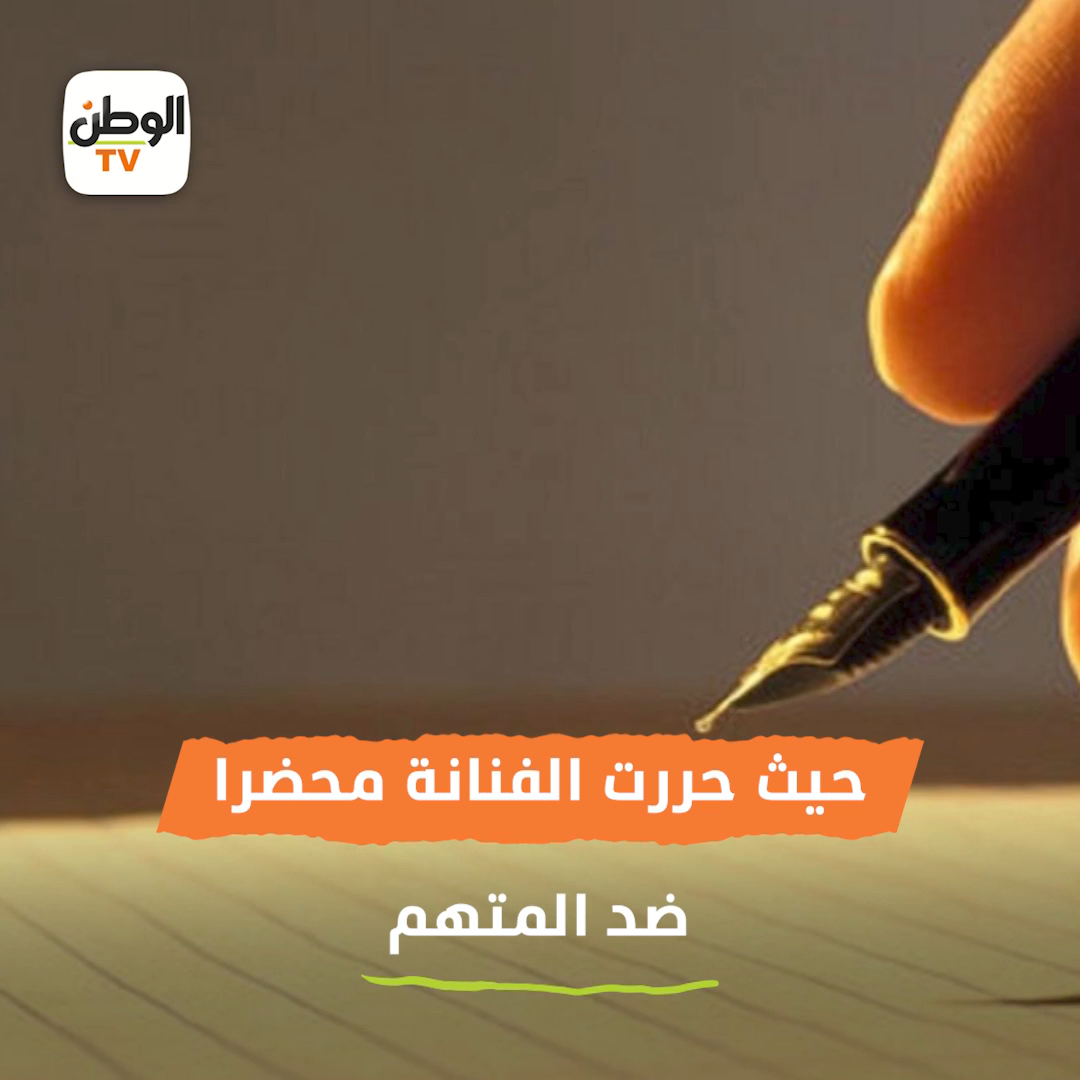 الوطن
TV
حيث حررت الفنانة محضرا
ضد المتهم